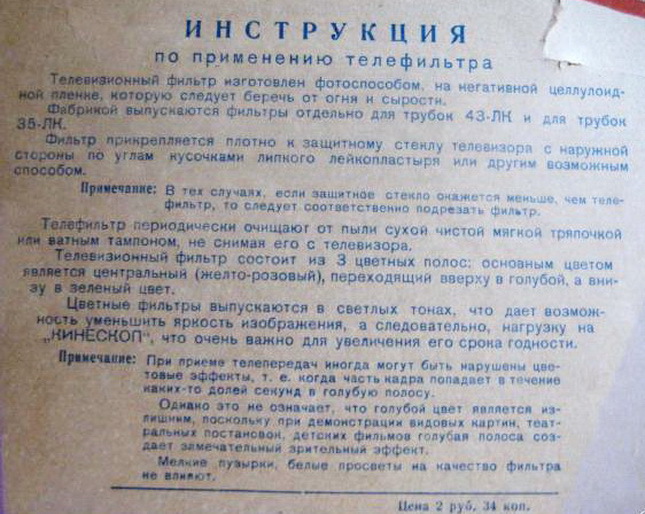 ИНСТРУКЦИЯ
по применению телефильтра
Телевизионный фильтр изготовлен фотоспособом, на негативной целлулоид-
ной пленке, которую следует беречь от огня и сырости.
Фабрикой выпускаются фильтры отдельно для трубок 43-ЛК и для трубок
35-ЛК.
Фильтр прикрепляется плотно к защитному стеклу телевизора с наружной
стороны по углам кусочками липкого лейкопластыря или другим возможным
способом.
Примечание: В тех случаях, если защитное стекло окажется меньше, чем теле-
фильтр, то следует соответственно подрезать фильтр.
Телефильтр периодически очищают от пыли сухой чистой мягкой тряпочкой
или ватным тампоном, не снимая его с телевизора.
Телевизионный фильтр состоит из 3 цветных полос: основным цветом
является центральный (желто-розовый), переходящий вверху в голубой, а вни-
зу в зеленый цвет.
Цветные фильтры выпускаются в светлых тонах, что дает возмож-
ность уменьшить яркость изображения, а следовательно, нагрузку на
„КИНЕСКОП", что очень важно для увеличения его срока годности.
Примечание: При приеме телепередач иногда могут быть нарушены цве-
товые эффекты, т. е. когда часть кадра попадает в течение
каких-то долей секунд в голубую полосу.
Однако это не означает, что голубой цвет является из-
лишним, поскольку при демонстрации видовых картин, теат-
ральных постановок, детских фильмов голубая полоса соз-
дает замечательный зрительный эффект.
Мелкие пузырки, белые просветы на качество фильтра
не влияют.
Цена 2 руб. 34 коп.